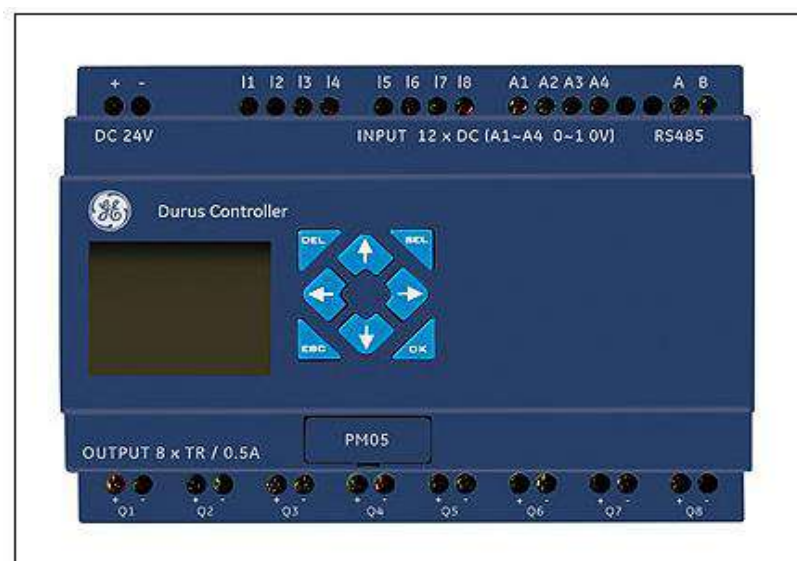 + - I1 I2 I3 I4 I5 I6 I7 I8 A1 A2 A3 A4 A B
DC 24V INPUT 12 x DC (A1~A4 0~1 0V) RS485
GE Durus Controller
DEL SEL
ESC OK
PM05
OUTPUT 8 x TR / 0.5A
+ - + - + - + - + - + - + - + -
Q1 Q2 Q3 Q4 Q5 Q6 Q7 Q8